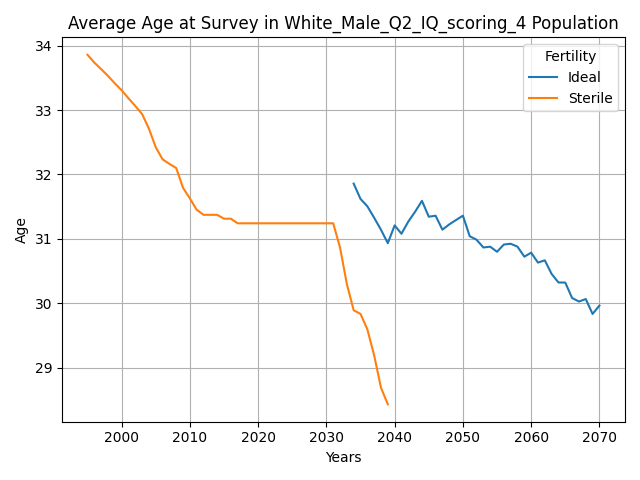 Average Age at Survey in White_Male_Q2_IQ_scoring_4 Population
Fertility
Ideal
Sterile
34
33
32
31
30
29
Age
2000 2010 2020 2030 2040 2050 2060 2070
Years